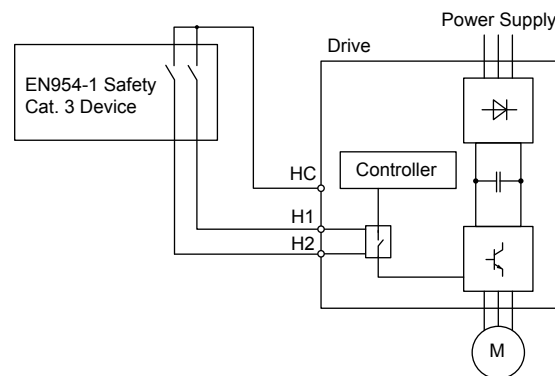 Power Supply
Drive
EN954-1 Safety
Cat. 3 Device
HC
Controller
H1
H2
M